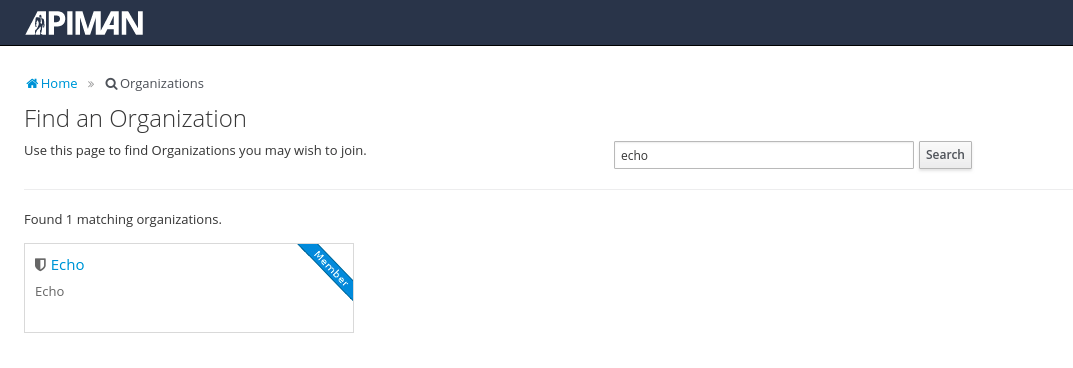 APIMAN
Home » Organizations
Find an Organization
Use this page to find Organizations you may wish to join.
echo
Search
Found 1 matching organizations.
Echo
Member
Echo